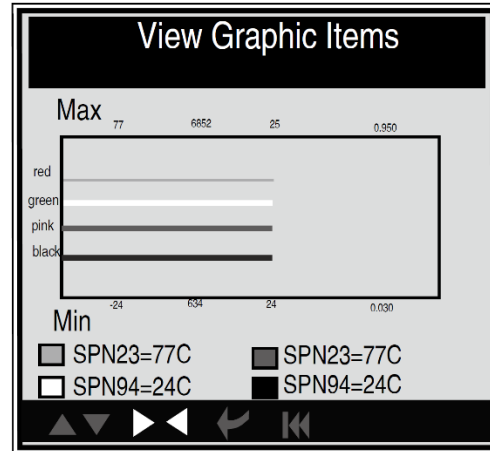 View Graphic Items
Max
77 6852 25 0.950
red
green
pink
black
-24 634 24 0.030
Min
SPN23=77C SPN23=77C
SPN94=24C SPN94=24C